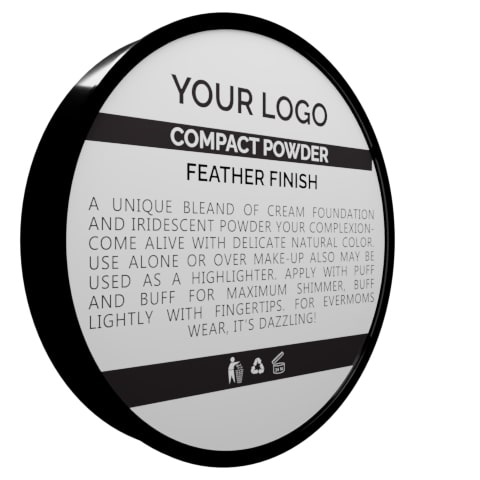 YOUR LOGO
COMPACT POWDER
FEATHER FINISH
A UNIQUE BLEAND OF CREAM FOUNDATION
AND IRIDESCENT POWDER YOUR COMPLEXION-
COME ALIVE WITH DELICATE NATURAL COLOR.
USE ALONE OR OVER MAKE-UP ALSO MAY BE
USED AS A HIGHLIGHTER. APPLY WITH PUFF
AND BUFF FOR MAXIMUM SHIMMER. BUFF
LIGHTLY WITH FINGERTIPS. FOR EVERMOMS
WEAR, IT'S DAZZLING!